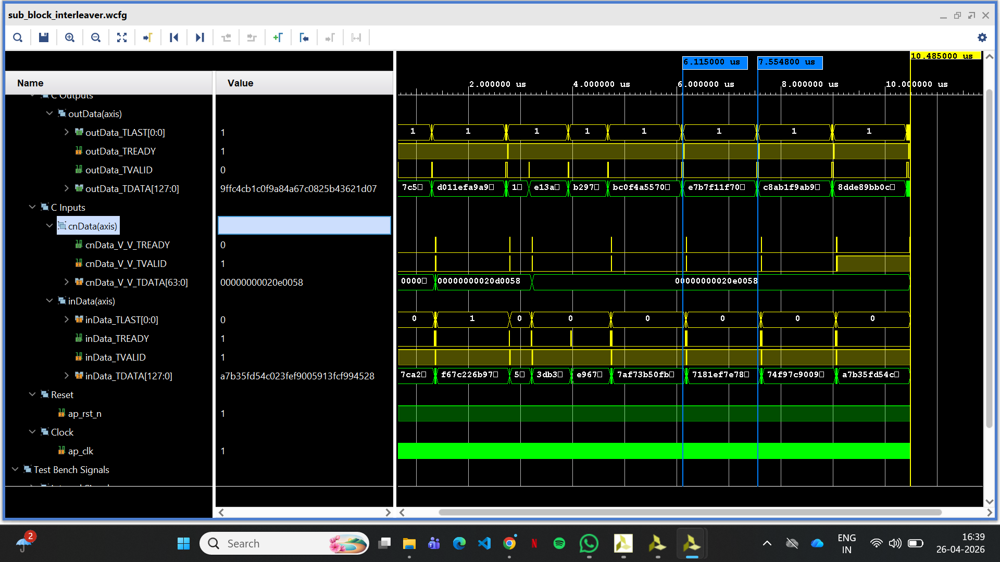 sub_block_interleaver.wcfg
10.485000 us
6.115000 us 7.554800 us
2.000000 us 4.000000 us 6.000000 us 8.000000 us 10.000000 us
Name Value
C Outputs
outData(axis)
outData_TLAST[0:0] 1 1 1 1 1 1 1 1 1
outData_TREADY 1
outData_TVALID 0
outData_TDATA[127:0] 9ffc4cb1c0f9a84a67c0825b43621d07 7c5 d011efa9a9 1 e13a b297 bc0f4a5570 e7b7f11f70 c8ab1f9ab9 8dde89bb0c
C Inputs
cnData(axis)
cnData_V_V_TREADY 0
cnData_V_V_TVALID 1
cnData_V_V_TDATA[63:0] 00000000020e0058 0000 00000000020d0058 00000000020e0058
inData(axis)
inData_TLAST[0:0] 0 0 1 0 0 0 0 0 0
inData_TREADY 1
inData_TVALID 1
inData_TDATA[127:0] a7b35fd54c023fef9005913fcf994528 7ca2 f67c226b97 5 3db3 e967 7af73b50fb 7181ef7e78 74f97c9009 a7b35fd54c
Reset
ap_rst_n 1
Clock
ap_clk 1
Test Bench Signals
2
Search
ENG
IN
16:39
26-04-2026